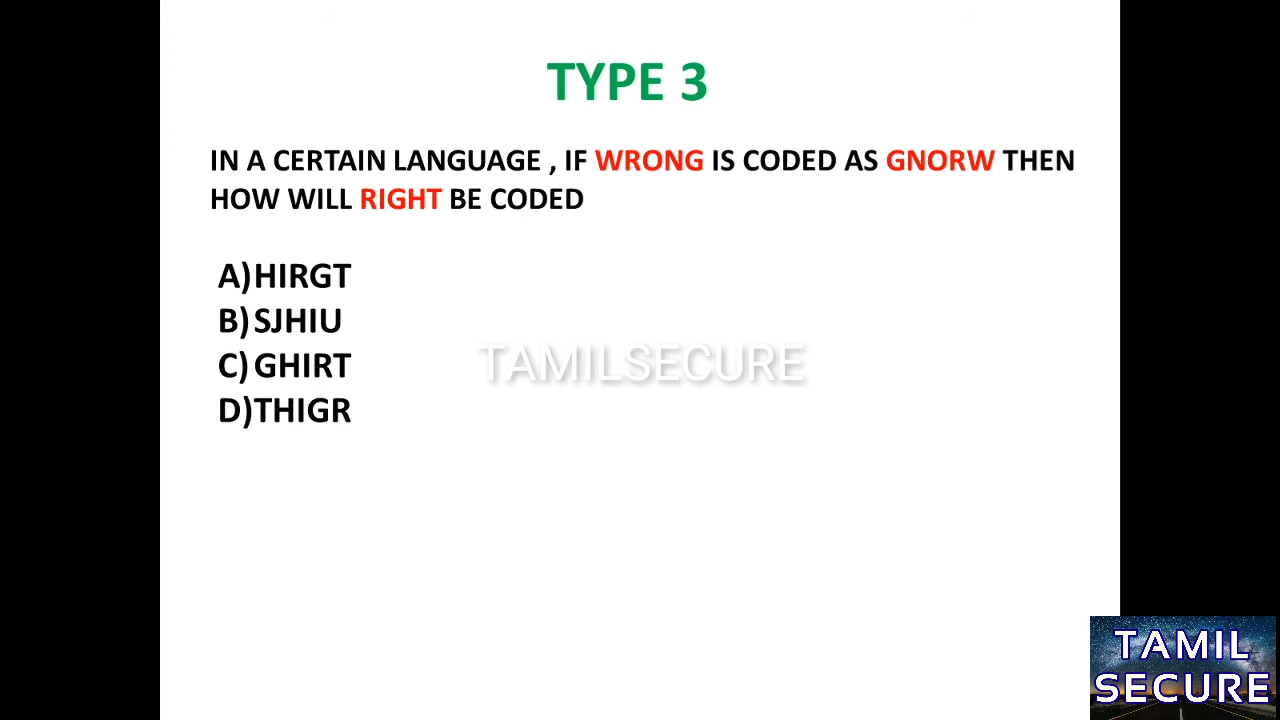 TYPE 3
IN A CERTAIN LANGUAGE , IF WRONG IS CODED AS GNORW THEN
HOW WILL RIGHT BE CODED
A)HIRGT
B)SJHIU
C)GHIRT
D)THIGR
TAMILSECURE
TAMIL
SECURE